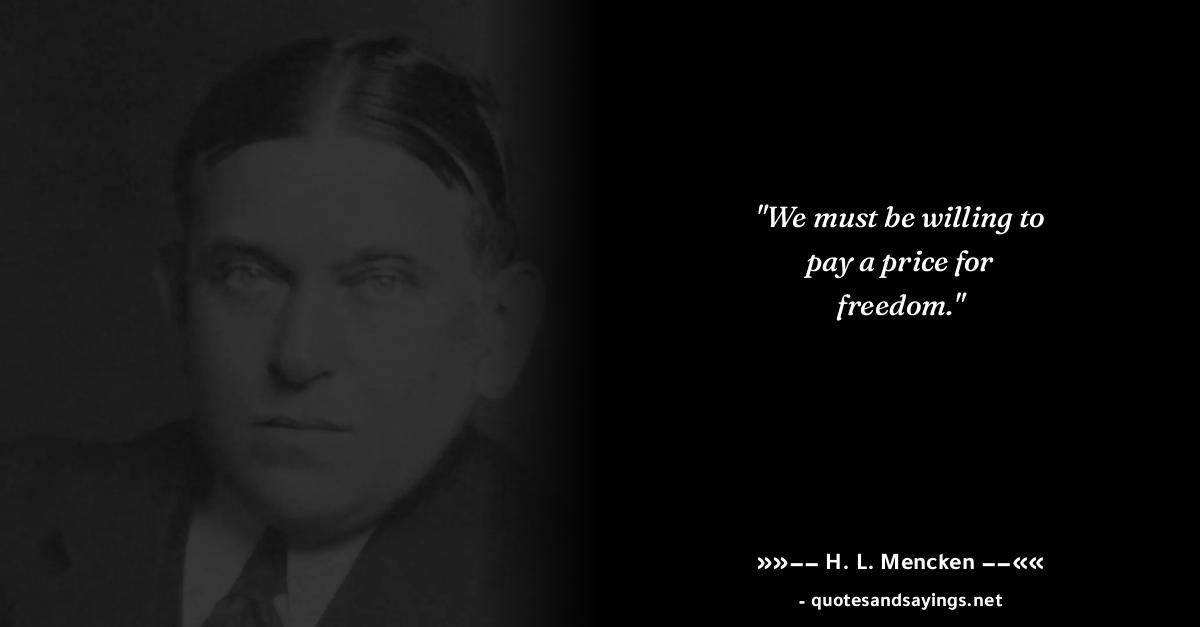 "We must be willing to
pay a price for
freedom."
»»–– H. L. Mencken ––««
- quotesandsayings.net